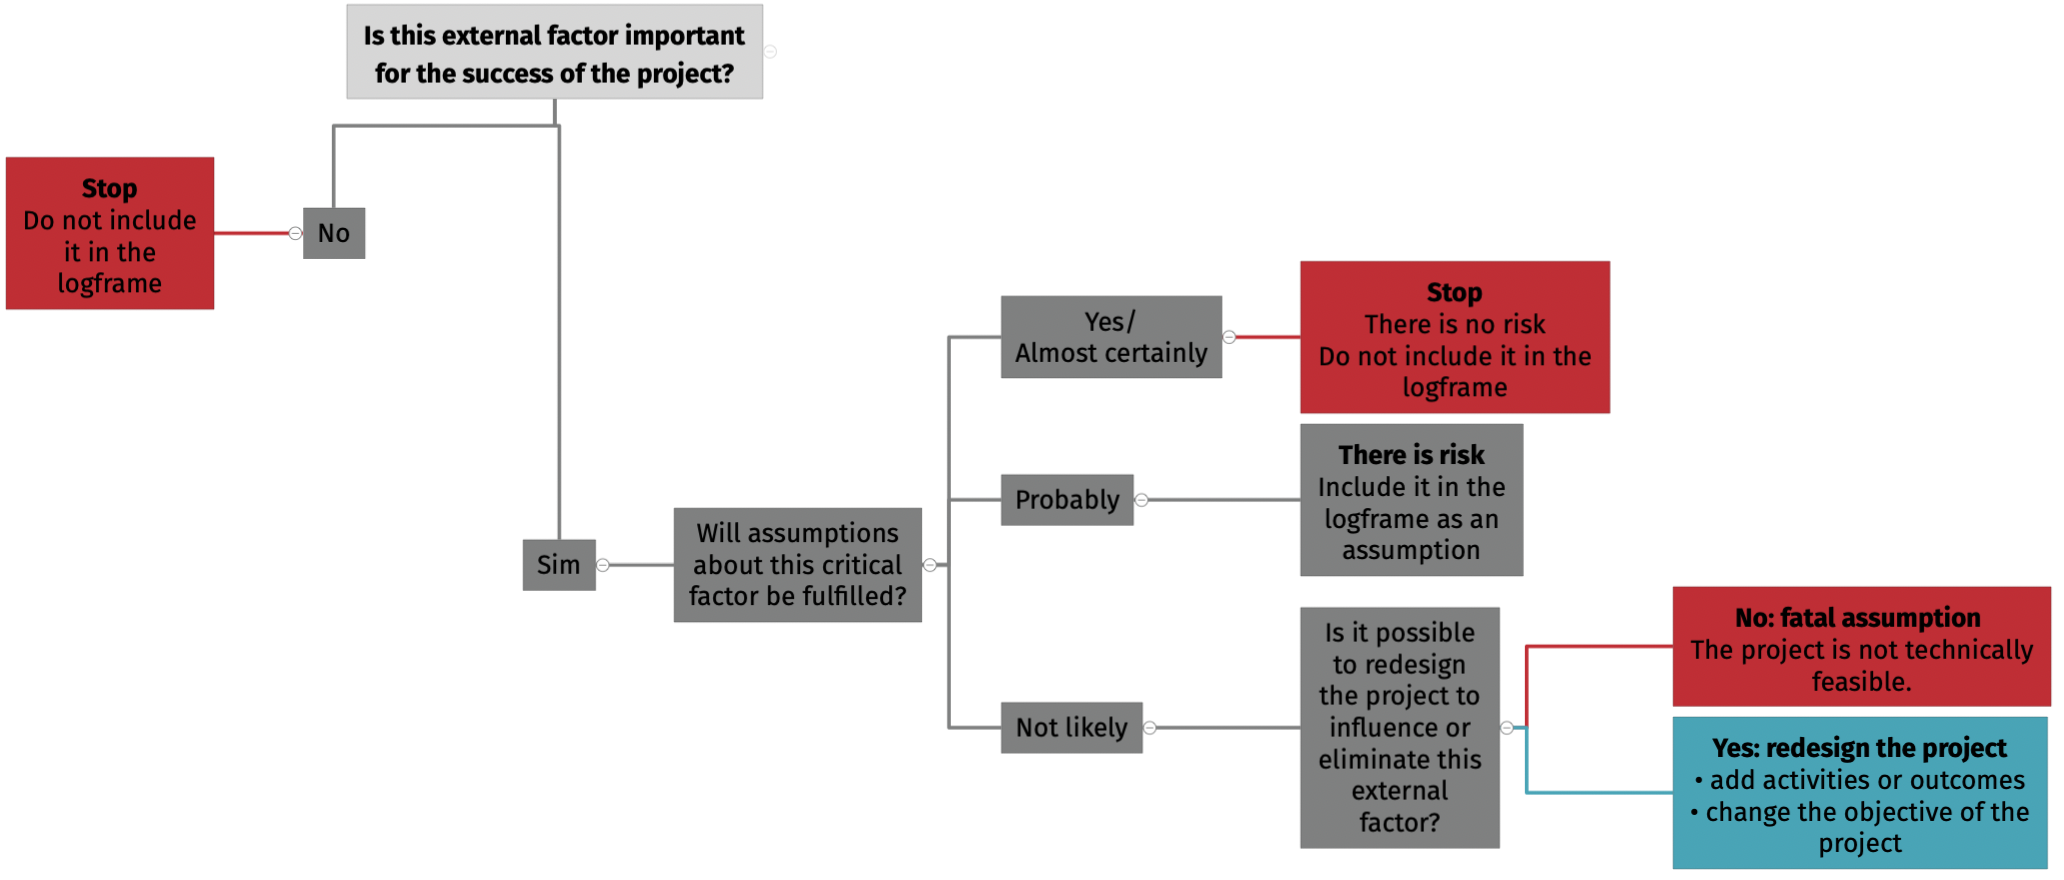 Is this external factor important
for the success of the project?
Stop
Do not include
it in the
logframe
No
Sim
Will assumptions
about this critical
factor be fulfilled?
Yes/
Almost certainly
Stop
There is no risk
Do not include it in the
logframe
Probably
There is risk
Include it in the
logframe as an
assumption
Not likely
Is it possible
to redesign
the project to
influence or
eliminate this
external
factor?
No: fatal assumption
The project is not technically
feasible.
Yes: redesign the project
• add activities or outcomes
• change the objective of the
project